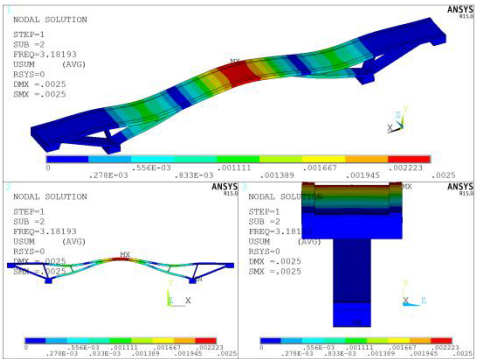 1
ANSYS
R15.0
NODAL SOLUTION
STEP=1
SUB =2
FREQ=3.18193
USUM (AVG)
RSYS=0
DMX =.0025
SMX =.0025
MX
Y
Z
X
0 .556E-03 .001111 .001667 .002223
.278E-03 .833E-03 .001389 .001945 .0025
2
ANSYS
R15.0
NODAL SOLUTION
STEP=1
SUB =2
FREQ=3.18193
USUM (AVG)
RSYS=0
DMX =.0025
SMX =.0025
MX
Y
Z X
0 .556E-03 .001111 .001667 .002223
.278E-03 .833E-03 .001389 .001945 .0025
3
ANSYS
R15.0
NODAL SOLUTION
MX
STEP=1
SUB =2
USUM (AVG)
RSYS=0
DMX =.0025
SMX =.0025
Y
0 .556E-03 .001111 .001667 .002223
.278E-03 .833E-03 .001389 .001945 .0025